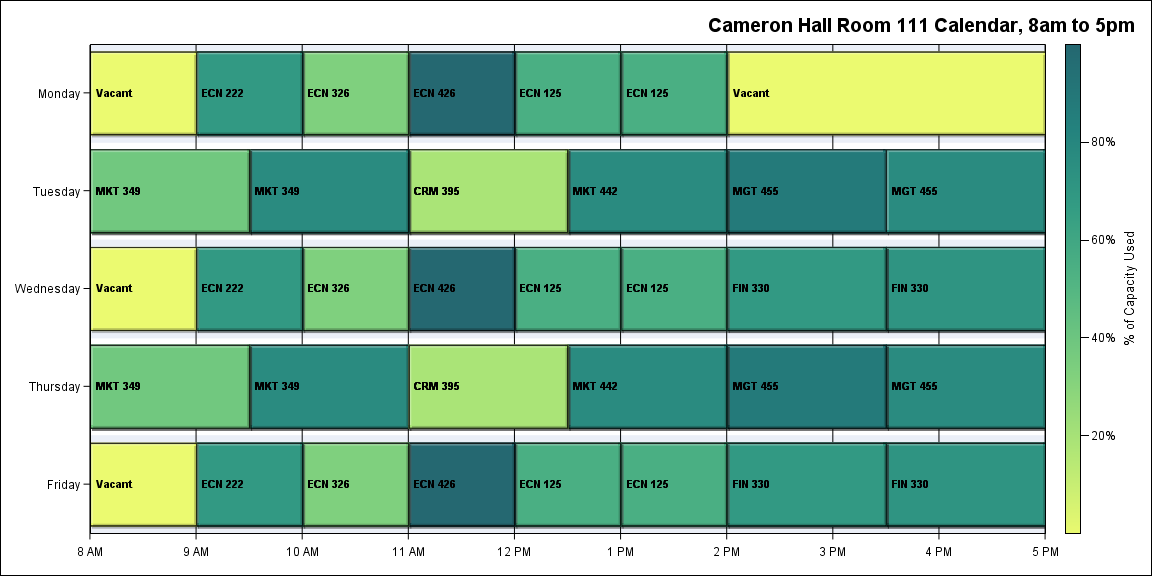 Cameron Hall Room 111 Calendar, 8am to 5pm
Monday
Vacant
ECN 222
ECN 326
ECN 426
ECN 125
ECN 125
Vacant
Tuesday
MKT 349
MKT 349
CRM 395
MKT 442
MGT 455
MGT 455
Wednesday
Vacant
ECN 222
ECN 326
ECN 426
ECN 125
ECN 125
FIN 330
FIN 330
Thursday
MKT 349
MKT 349
CRM 395
MKT 442
MGT 455
MGT 455
Friday
Vacant
ECN 222
ECN 326
ECN 426
ECN 125
ECN 125
FIN 330
FIN 330
8 AM
9 AM
10 AM
11 AM
12 PM
1 PM
2 PM
3 PM
4 PM
5 PM
80%
60%
40%
20%
% of Capacity Used